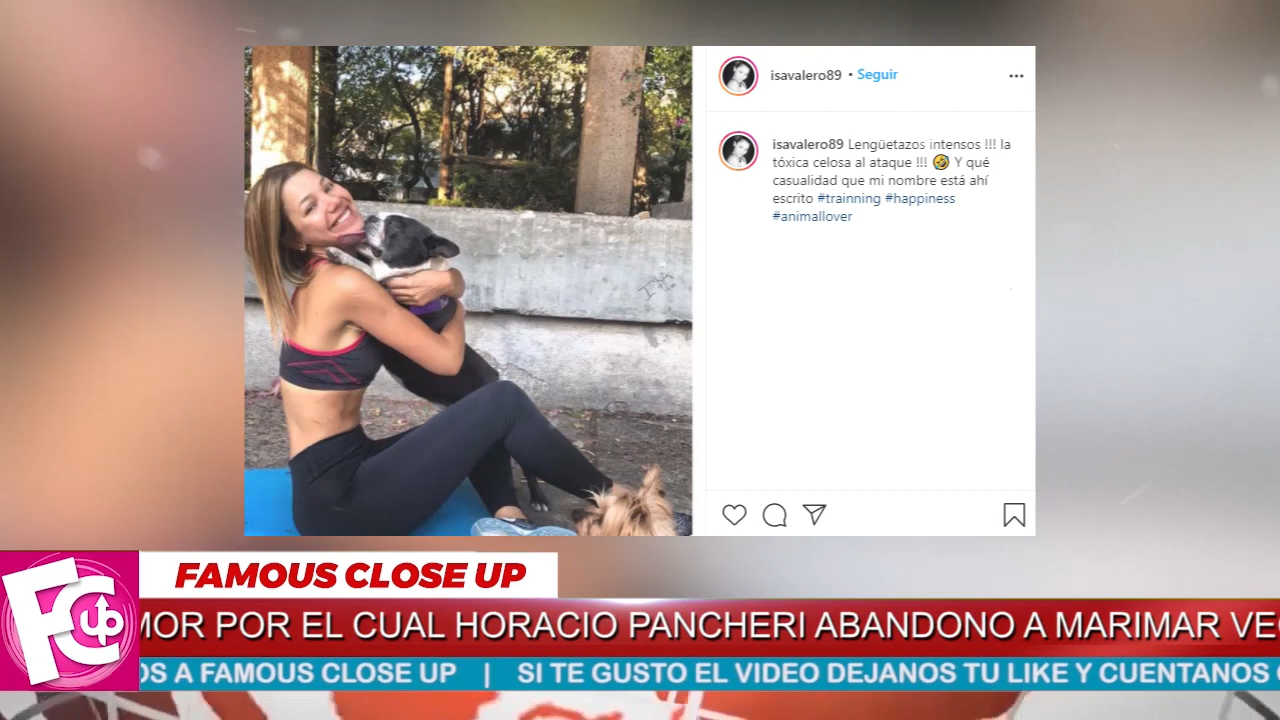 isavalero89 • Seguir
isavalero89 Lengüetazos intensos !!! la
tóxica celosa al ataque !!! 🤣 Y qué
casualidad que mi nombre está ahí
escrito #trainning #happiness
#animallover
FAMOUS CLOSE UP
FC up
POR EL CUAL HORACIO PANCHERI ABANDONO A MARIMAR
A FAMOUS CLOSE UP | SI TE GUSTO EL VIDEO DEJANOS TU LIKE Y CUENTANOS